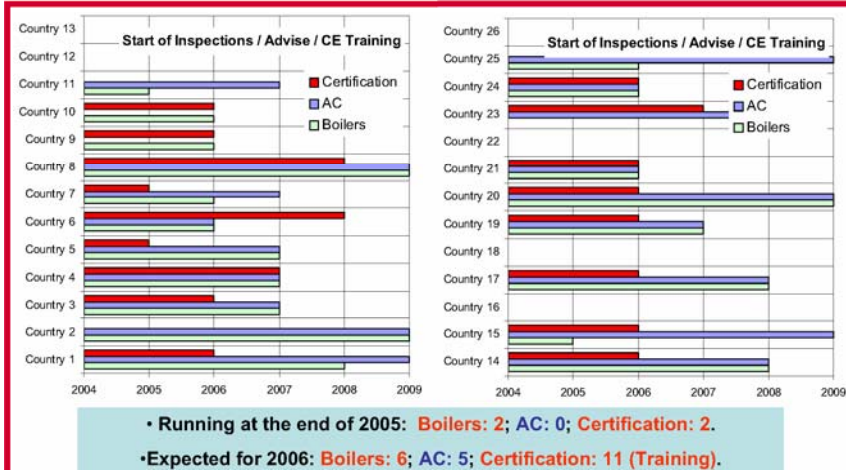 Start of Inspections / Advise / CE Training
Country 13
Country 12
Country 11
Country 10
Country 9
Country 8
Country 7
Country 6
Country 5
Country 4
Country 3
Country 2
Country 1
Certification
AC
Boilers
2004 2005 2006 2007 2008 2009
Start of Inspections / Advise / CE Training
Country 26
Country 25
Country 24
Country 23
Country 22
Country 21
Country 20
Country 19
Country 18
Country 17
Country 16
Country 15
Country 14
Certification
AC
Boilers
2004 2005 2006 2007 2008 2009
• Running at the end of 2005: Boilers: 2; AC: 0; Certification: 2.
•Expected for 2006: Boilers: 6; AC: 5; Certification: 11 (Training).